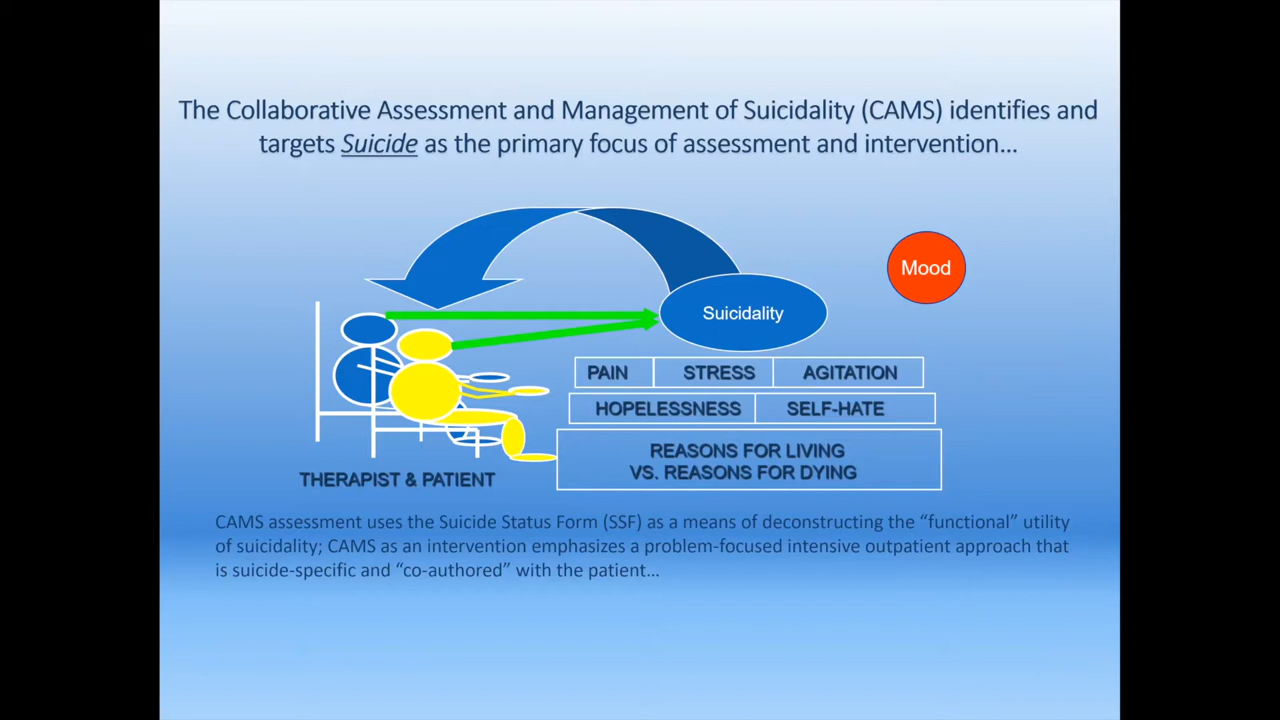 The Collaborative Assessment and Management of Suicidality (CAMS) identifies and
targets Suicide as the primary focus of assessment and intervention…
Mood
Suicidality
PAIN STRESS AGITATION
HOPELESSNESS SELF-HATE
REASONS FOR LIVING
VS. REASONS FOR DYING
THERAPIST & PATIENT
CAMS assessment uses the Suicide Status Form (SSF) as a means of deconstructing the “functional” utility
of suicidality; CAMS as an intervention emphasizes a problem-focused intensive outpatient approach that
is suicide-specific and “co-authored” with the patient…